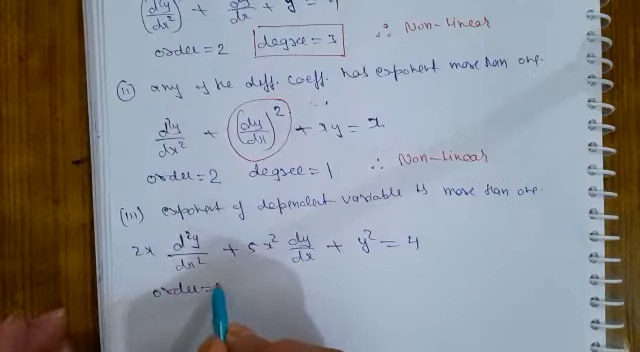 (d²y/dx²) + dy/dx + y = 4
order = 2 degree = 3 ∴ Non-Linear
(ii) any of the diff. coeff. has exponent more than one.
d²y/dx² + (dy/dx)² + xy = x
order = 2 degree = 1 ∴ Non-Linear
(iii) exponent of dependent variable is more than one.
2x d²y/dx² + 5x² dy/dx + y² = 4
order =